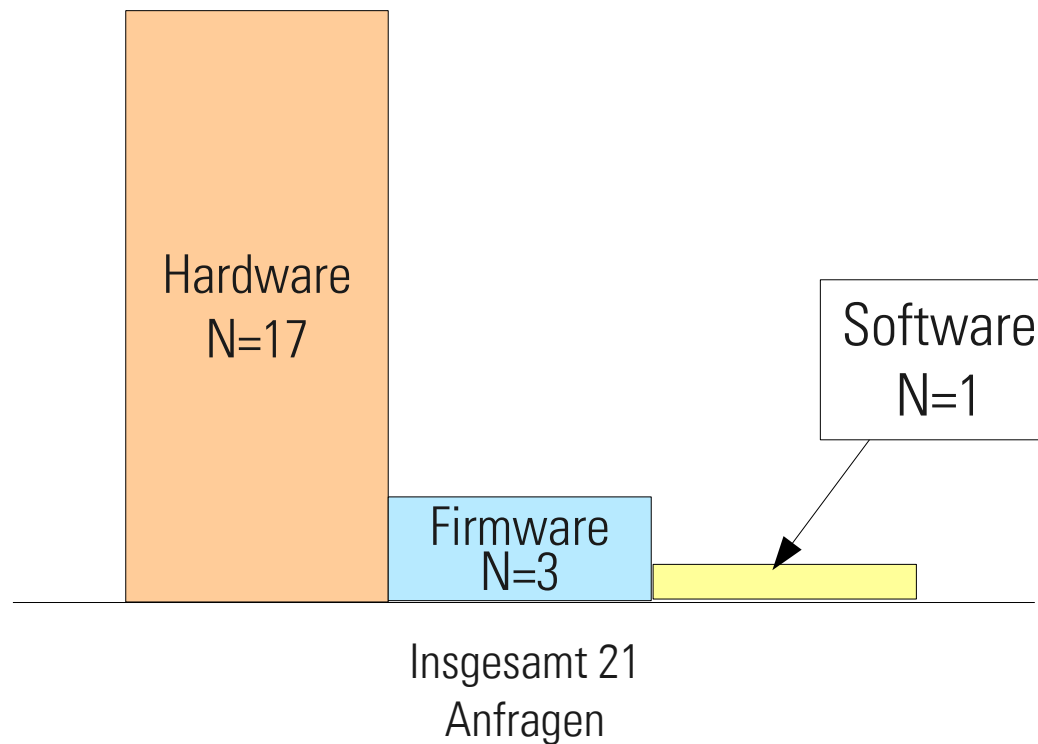 Hardware
N=17
Software
N=1
Firmware
N=3
Insgesamt 21
Anfragen